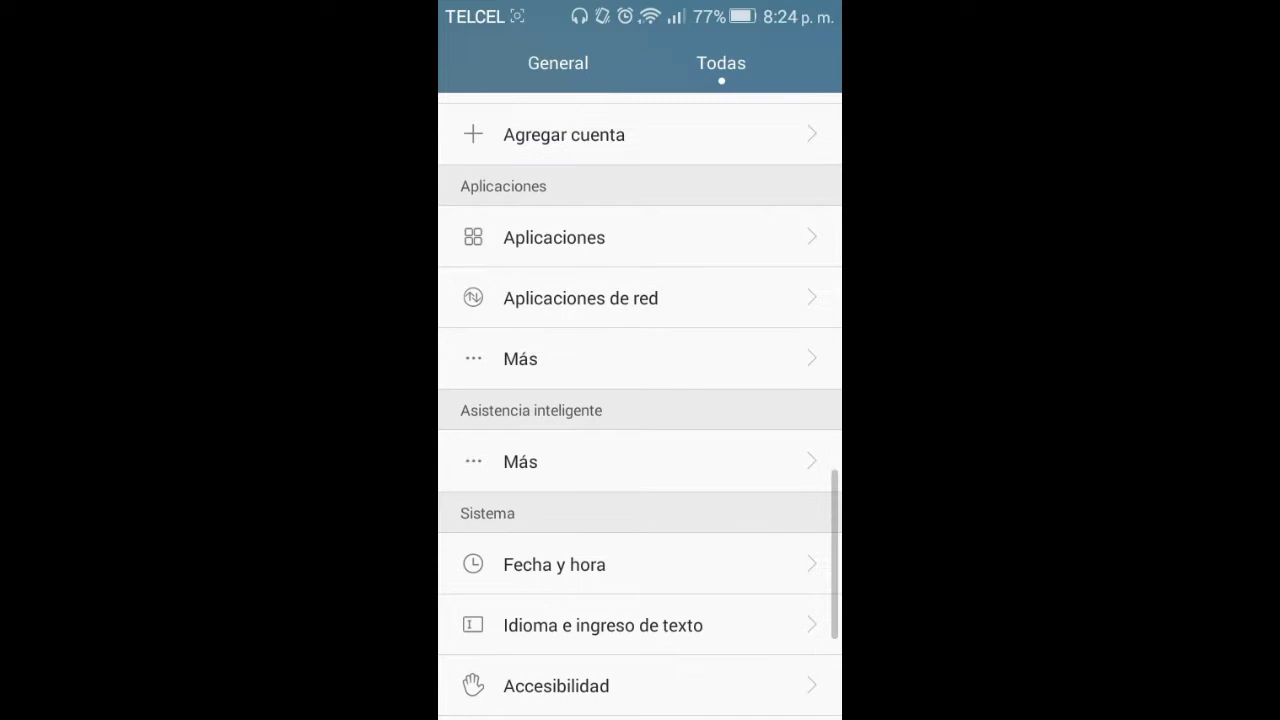 TELCEL 77% 8:24 p. m.
General Todas
Agregar cuenta
Aplicaciones
Aplicaciones
Aplicaciones de red
Más
Asistencia inteligente
Más
Sistema
Fecha y hora
Idioma e ingreso de texto
Accesibilidad